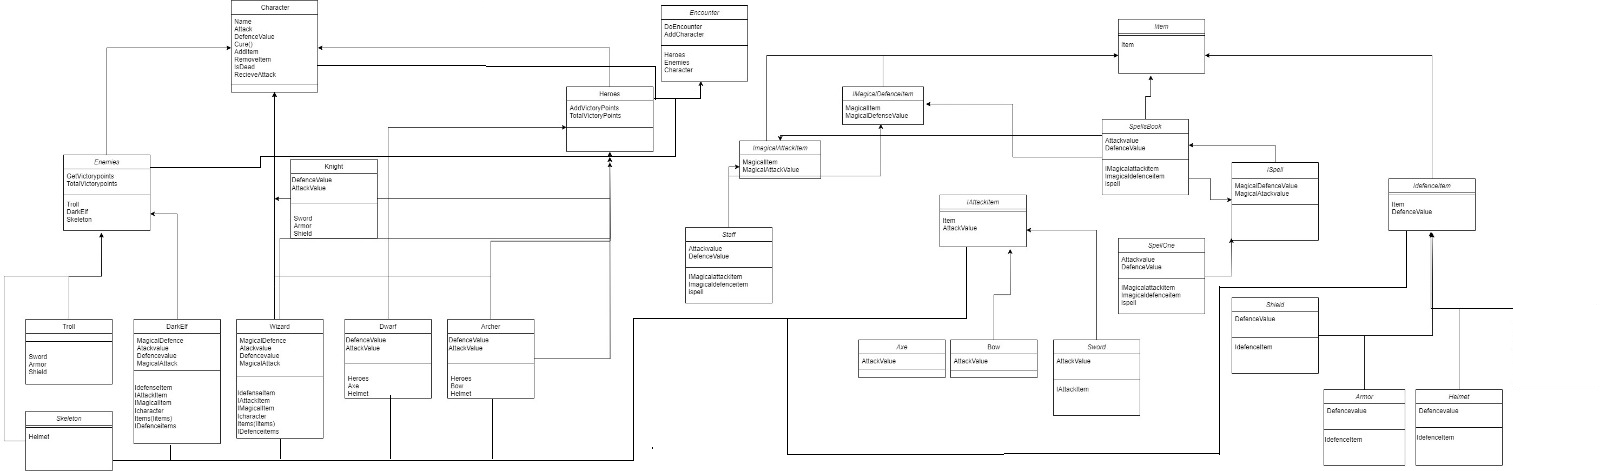 Character
Name
Attack
DefenceValue
Cure()
AddItem
RemoveItem
IsDead
RecieveAttack
Encounter
DoEncounter
AddCharacter
Heroes
Enemies
Character
Item
Heroes
AddVictoryPoints
TotalVictoryPoints
IMagicalDefenceItem
MagicalItem
MagicalDefenseValue
ImagicalAttackItem
MagicalItem
MagicalAttackValue
SpellsBook
Attackvalue
DefenceValue
IMagicalattackitem
Imagicaldefenceitem
Ispell
ISpell
MagicalDefenceValue
MagicalAtackvalue
IdefenceItem
Item
DefenceValue
Enemies
GetVictorypoints
TotalVictorypoints
Troll
DarkElf
Skeleton
Knight
DefenceValue
AttackValue
Sword
Armor
Shield
IAttackItem
Item
AttackValue
Staff
Attackvalue
DefenceValue
IMagicalattackitem
Imagicaldefenceitem
Ispell
SpellOne
Attackvalue
DefenceValue
IMagicalattackitem
Imagicaldefenceitem
Ispell
Shield
DefenceValue
IdefenceItem
Troll
Sword
Armor
Shield
DarkElf
MagicalDefence
Atackvalue
Defencevalue
MagicalAttack
IdefenseItem
IAttackItem
IMagicalItem
Icharacter
Items(Iitems)
IDefenceitems
Wizard
MagicalDefence
Atackvalue
Defencevalue
MagicalAttack
IdefenseItem
IAttackItem
IMagicalItem
Icharacter
Items(Iitems)
IDefenceitems
Dwarf
DefenceValue
AttackValue
Heroes
Axe
Helmet
Archer
DefenceValue
AttackValue
Heroes
Bow
Helmet
Axe
AttackValue
Bow
AttackValue
Sword
AttackValue
IAttackItem
Armor
Defencevalue
IdefenceItem
Helmet
Defencevalue
IdefenceItem
Skeleton
Helmet